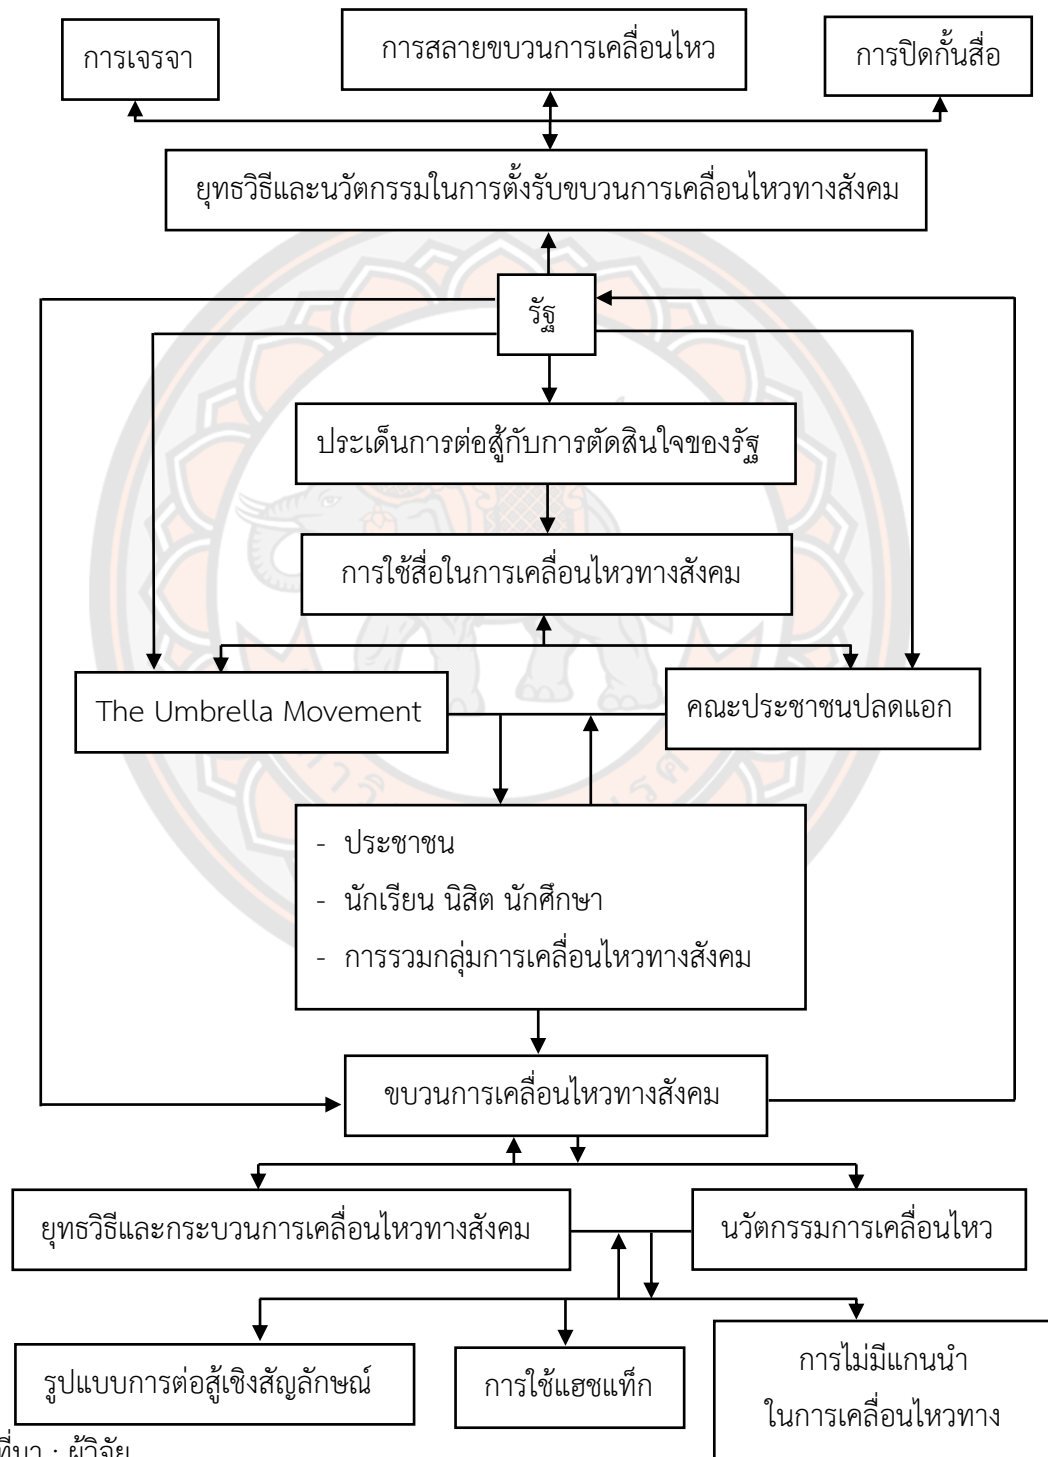 การเจรจา
การสลายขบวนการเคลื่อนไหว
การปิดกั้นสื่อ
ยุทธวิธีและนวัตกรรมในการตั้งรับขบวนการเคลื่อนไหวทางสังคม
รัฐ
ประเด็นการต่อสู้กับการตัดสินใจของรัฐ
การใช้สื่อในการเคลื่อนไหวทางสังคม
The Umbrella Movement
คณะประชาชนปลดแอก
- ประชาชน
- นักเรียน นิสิต นักศึกษา
- การรวมกลุ่มการเคลื่อนไหวทางสังคม
ขบวนการเคลื่อนไหวทางสังคม
ยุทธวิธีและกระบวนการเคลื่อนไหวทางสังคม
นวัตกรรมการเคลื่อนไหว
รูปแบบการต่อสู้เชิงสัญลักษณ์
การใช้แฮชแท็ก
การไม่มีแกนนำ
ในการเคลื่อนไหวทาง
ที่มา : ผู้วิจัย